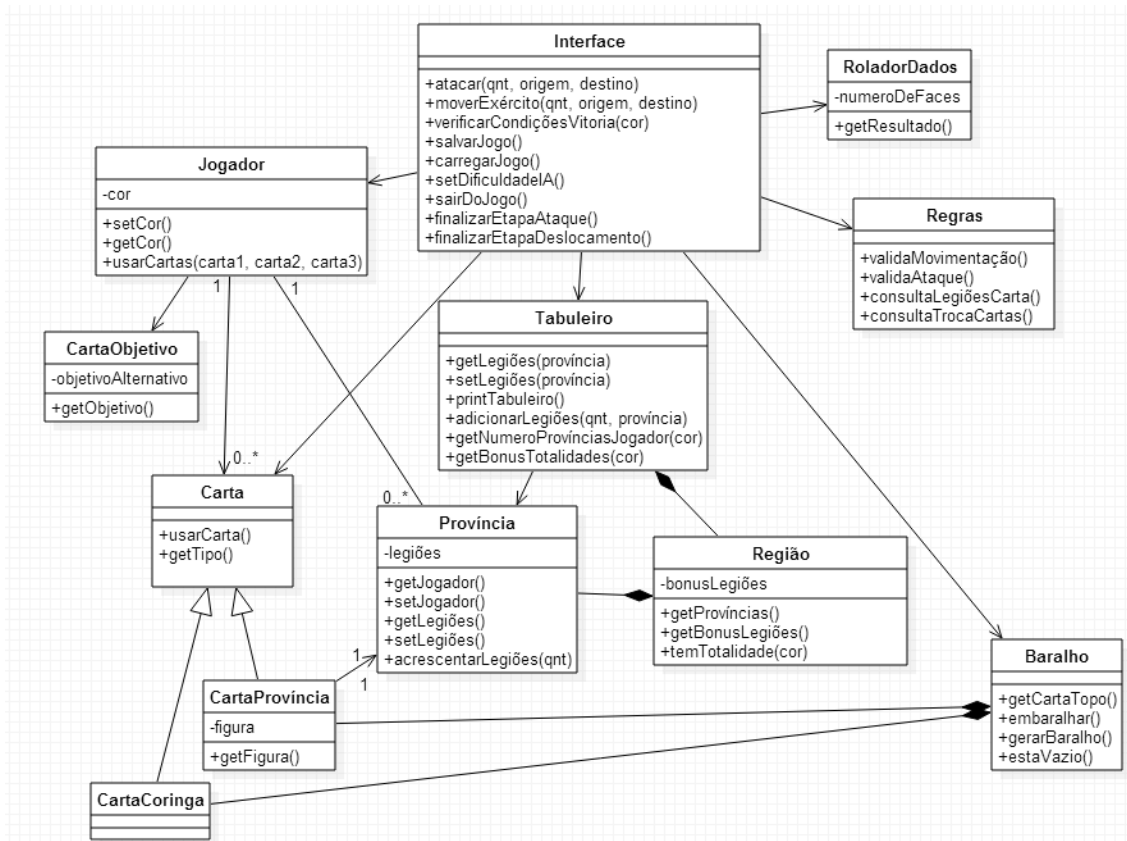 Interface
+atacar(qnt, origem, destino)
+moverExército(qnt, origem, destino)
+verificarCondiçõesVitoria(cor)
+salvarJogo()
+carregarJogo()
+setDificuldadeIA()
+sairDoJogo()
+finalizarEtapaAtaque()
+finalizarEtapaDeslocamento()
RoladorDados
-numeroDeFaces
+getResultado()
Jogador
-cor
+setCor()
+getCor()
+usarCartas(carta1, carta2, carta3)
Regras
+validaMovimentação()
+validaAtaque()
+consultaLegiõesCarta()
+consultaTrocaCartas()
1
1
CartaObjetivo
-objetivoAlternativo
+getObjetivo()
Tabuleiro
+getLegiões(província)
+setLegiões(província)
+printTabuleiro()
+adicionarLegiões(qnt, província)
+getNumeroProvínciasJogador(cor)
+getBonusTotalidades(cor)
0..*
0..*
Carta
+usarCarta()
+getTipo()
Província
-legiões
+getJogador()
+setJogador()
+getLegiões()
+setLegiões()
+acrescentarLegiões(qnt)
Região
-bonusLegiões
+getProvíncias()
+getBonusLegiões()
+temTotalidade(cor)
1
1
Baralho
+getCartaTopo()
+embaralhar()
+gerarBaralho()
+estaVazio()
CartaProvíncia
-figura
+getFigura()
CartaCoringa